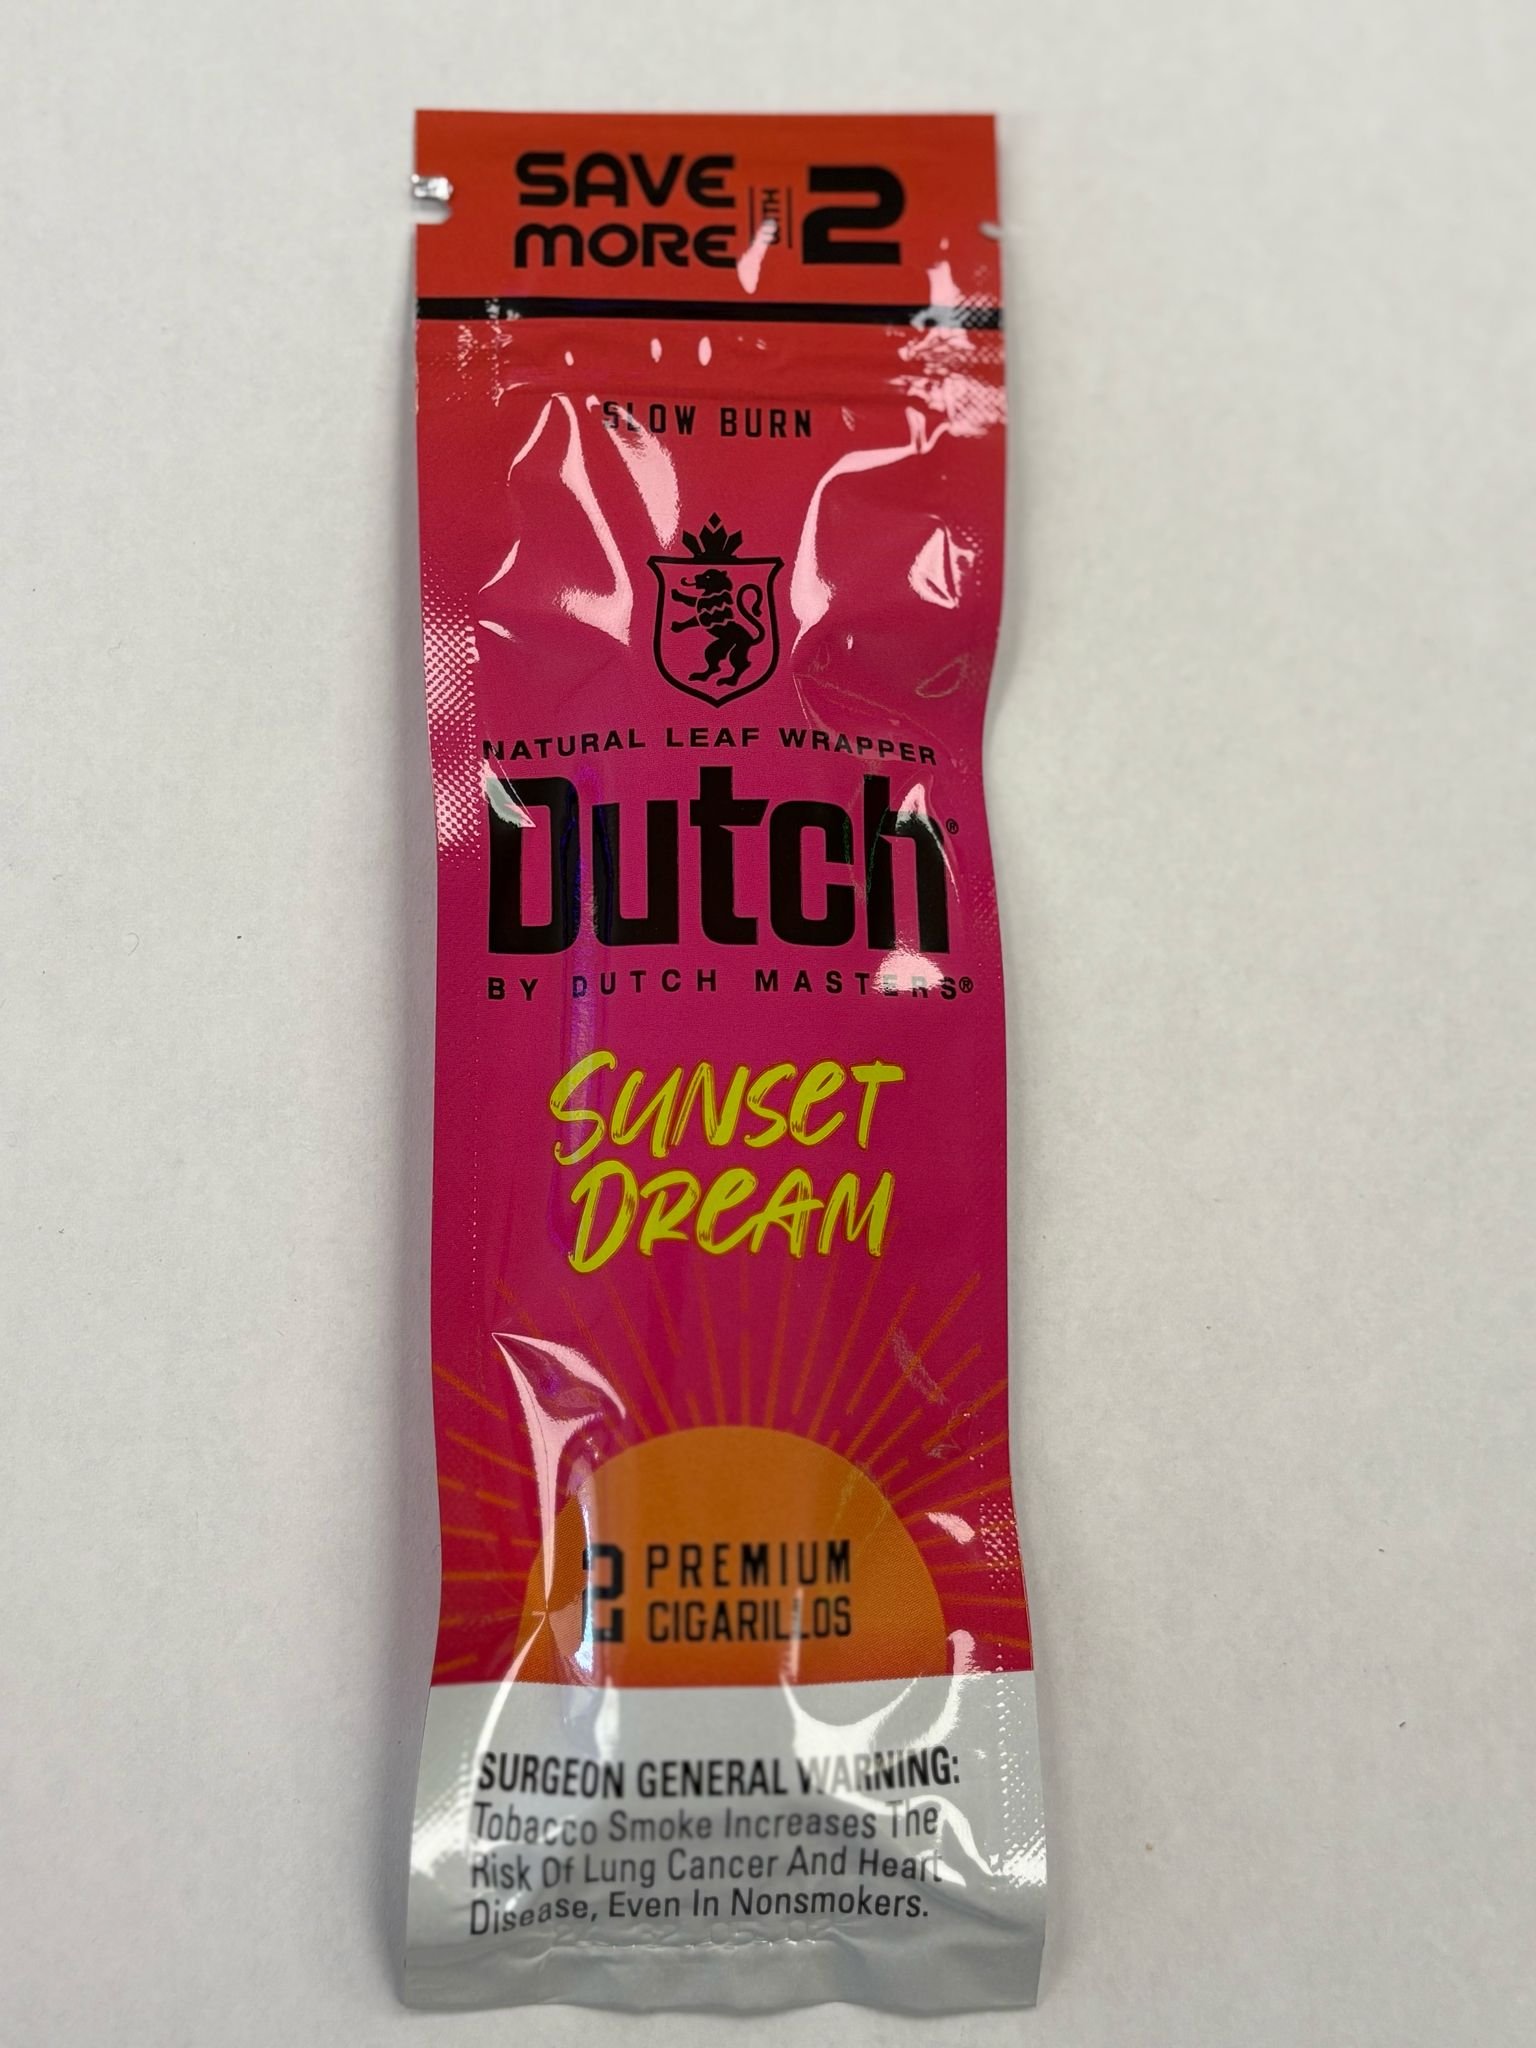 SAVE
MORE WITH 2
SLOW BURN
NATURAL LEAF WRAPPER
Dutch®
BY DUTCH MASTERS®
SUNSET
DREAM
2 PREMIUM
CIGARILLOS
SURGEON GENERAL WARNING:
Tobacco Smoke Increases The
Risk Of Lung Cancer And Heart
Disease, Even In Nonsmokers.